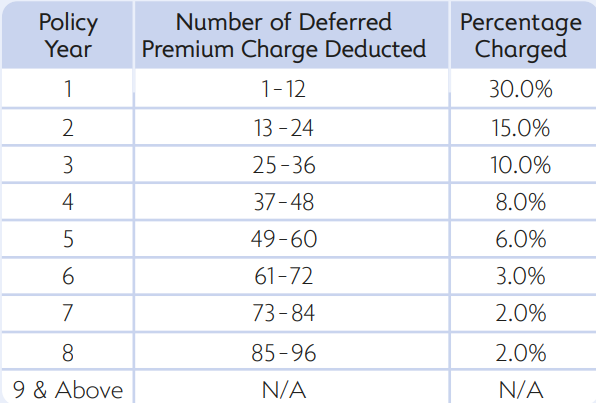 Policy Year Number of Deferred Premium Charge Deducted Percentage Charged
1 1-12 30.0%
2 13-24 15.0%
3 25-36 10.0%
4 37-48 8.0%
5 49-60 6.0%
6 61-72 3.0%
7 73-84 2.0%
8 85-96 2.0%
9 & Above N/A N/A